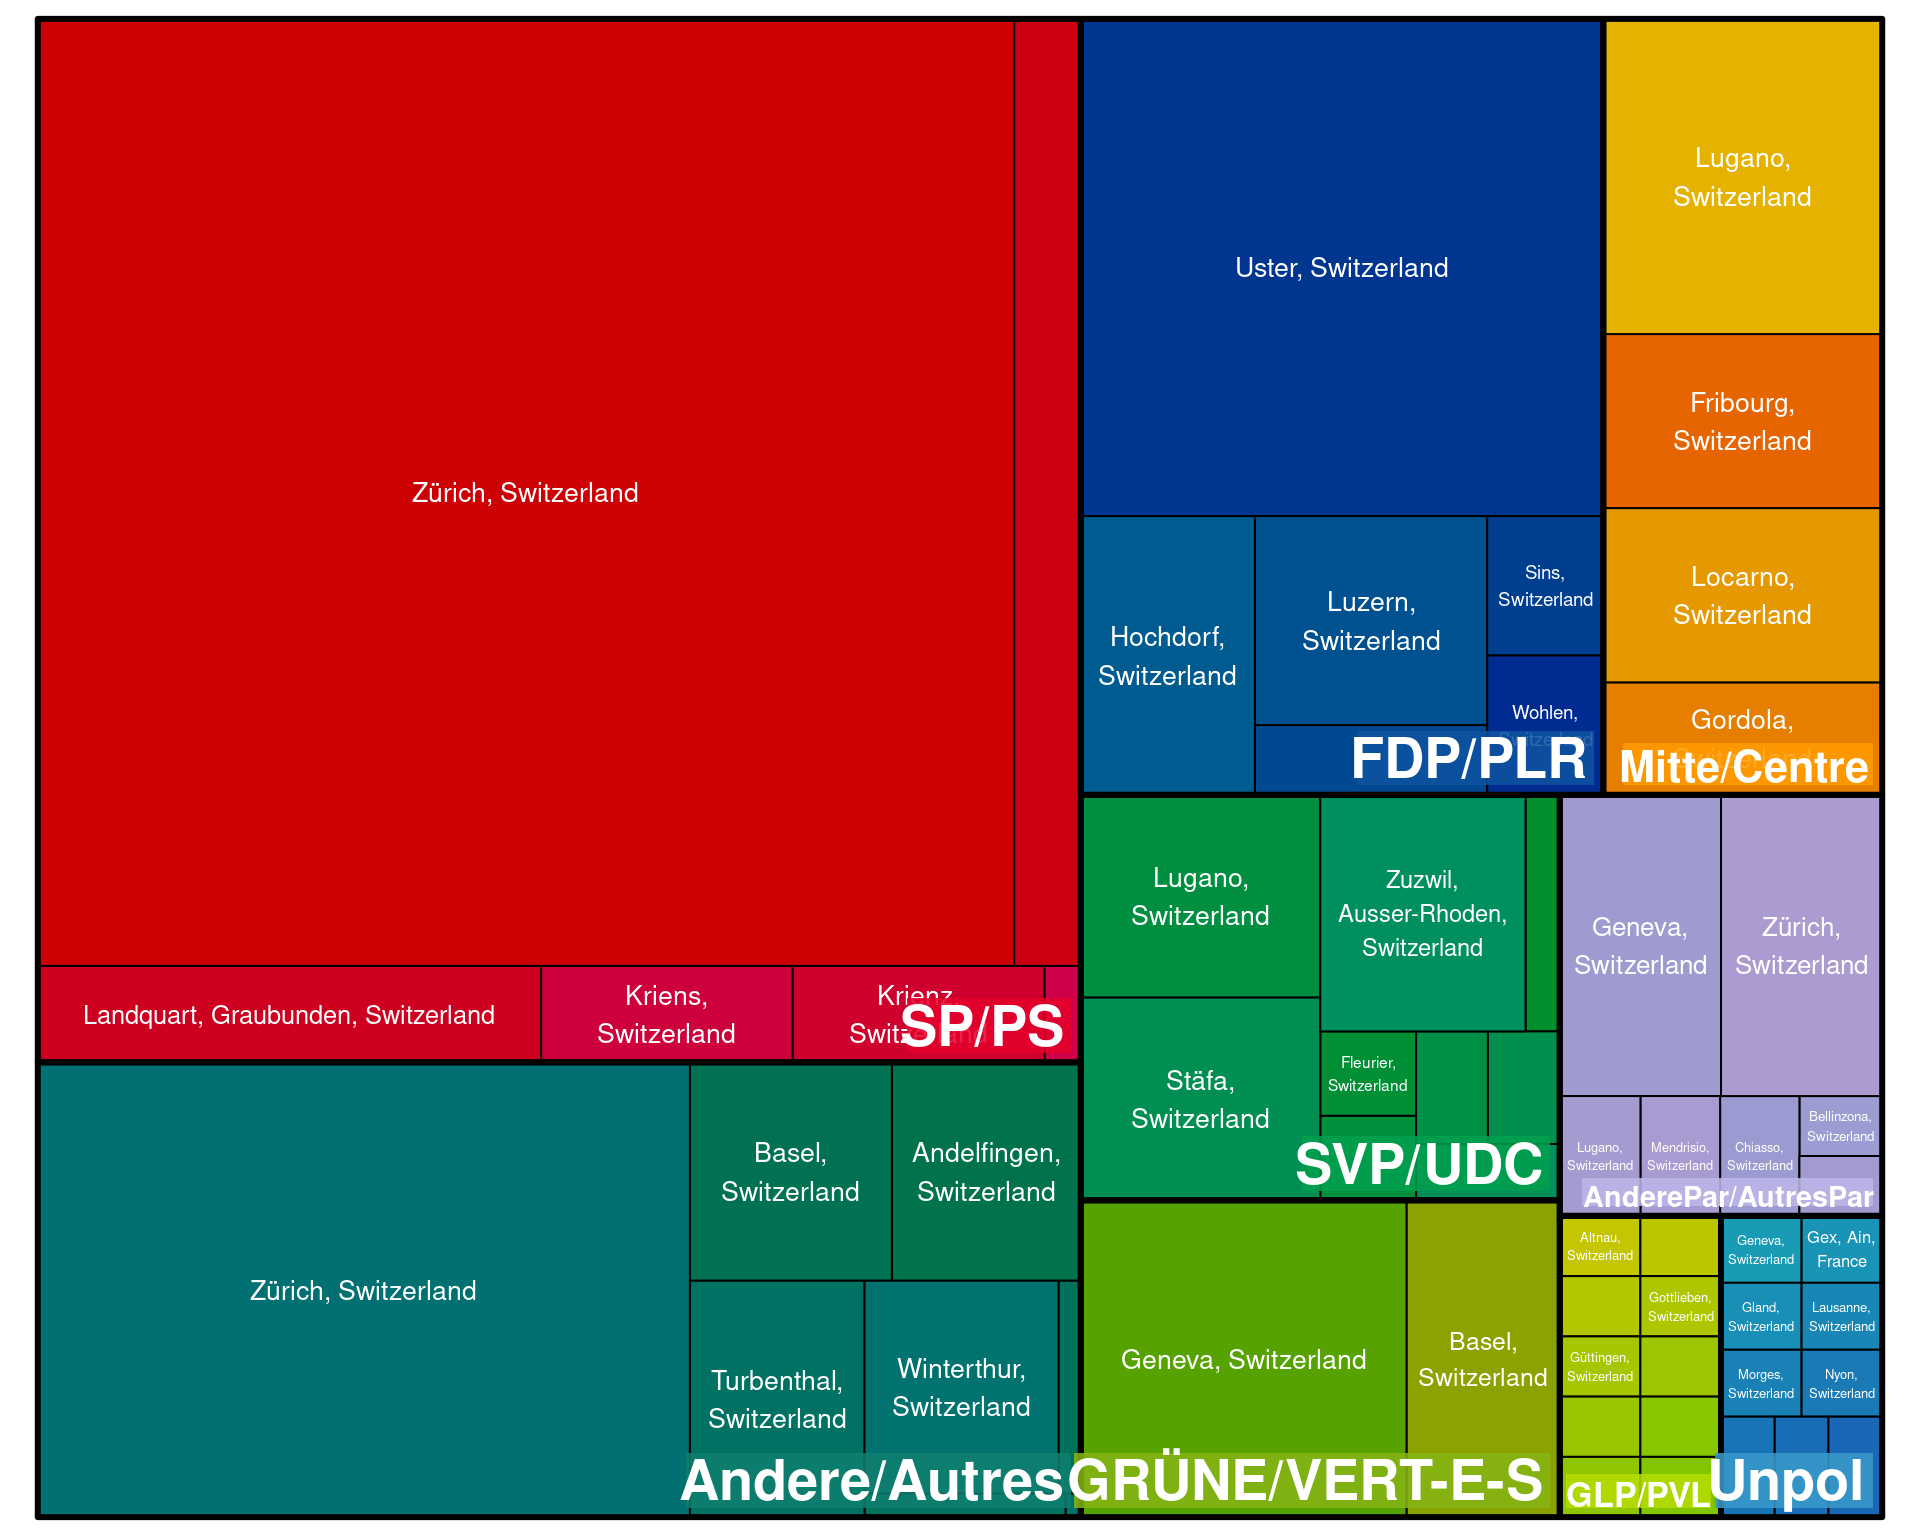 Zürich, Switzerland
Landquart, Graubunden, Switzerland
Kriens,
Switzerland
Krienz,
Switzerland
SP/PS
Uster, Switzerland
Hochdorf,
Switzerland
Luzern,
Switzerland
Sins,
Switzerland
Wohlen,
Switzerland
FDP/PLR
Lugano,
Switzerland
Fribourg,
Switzerland
Locarno,
Switzerland
Gordola,
Switzerland
Mitte/Centre
Zürich, Switzerland
Basel,
Switzerland
Andelfingen,
Switzerland
Turbenthal,
Switzerland
Winterthur,
Switzerland
Andere/Autres
Lugano,
Switzerland
Zuzwil,
Ausser-Rhoden,
Switzerland
Stäfa,
Switzerland
Fleurier,
Switzerland
SVP/UDC
Geneva, Switzerland
Basel,
Switzerland
GRÜNE/VERT-E-S
Geneva,
Switzerland
Zürich,
Switzerland
Lugano,
Switzerland
Mendrisio,
Switzerland
Chiasso,
Switzerland
Bellinzona,
Switzerland
AnderePar/AutresPar
Altnau,
Switzerland
Gottlieben,
Switzerland
Güttingen,
Switzerland
GLP/PVL
Geneva,
Switzerland
Gex, Ain,
France
Gland,
Switzerland
Lausanne,
Switzerland
Morges,
Switzerland
Nyon,
Switzerland
Unpol